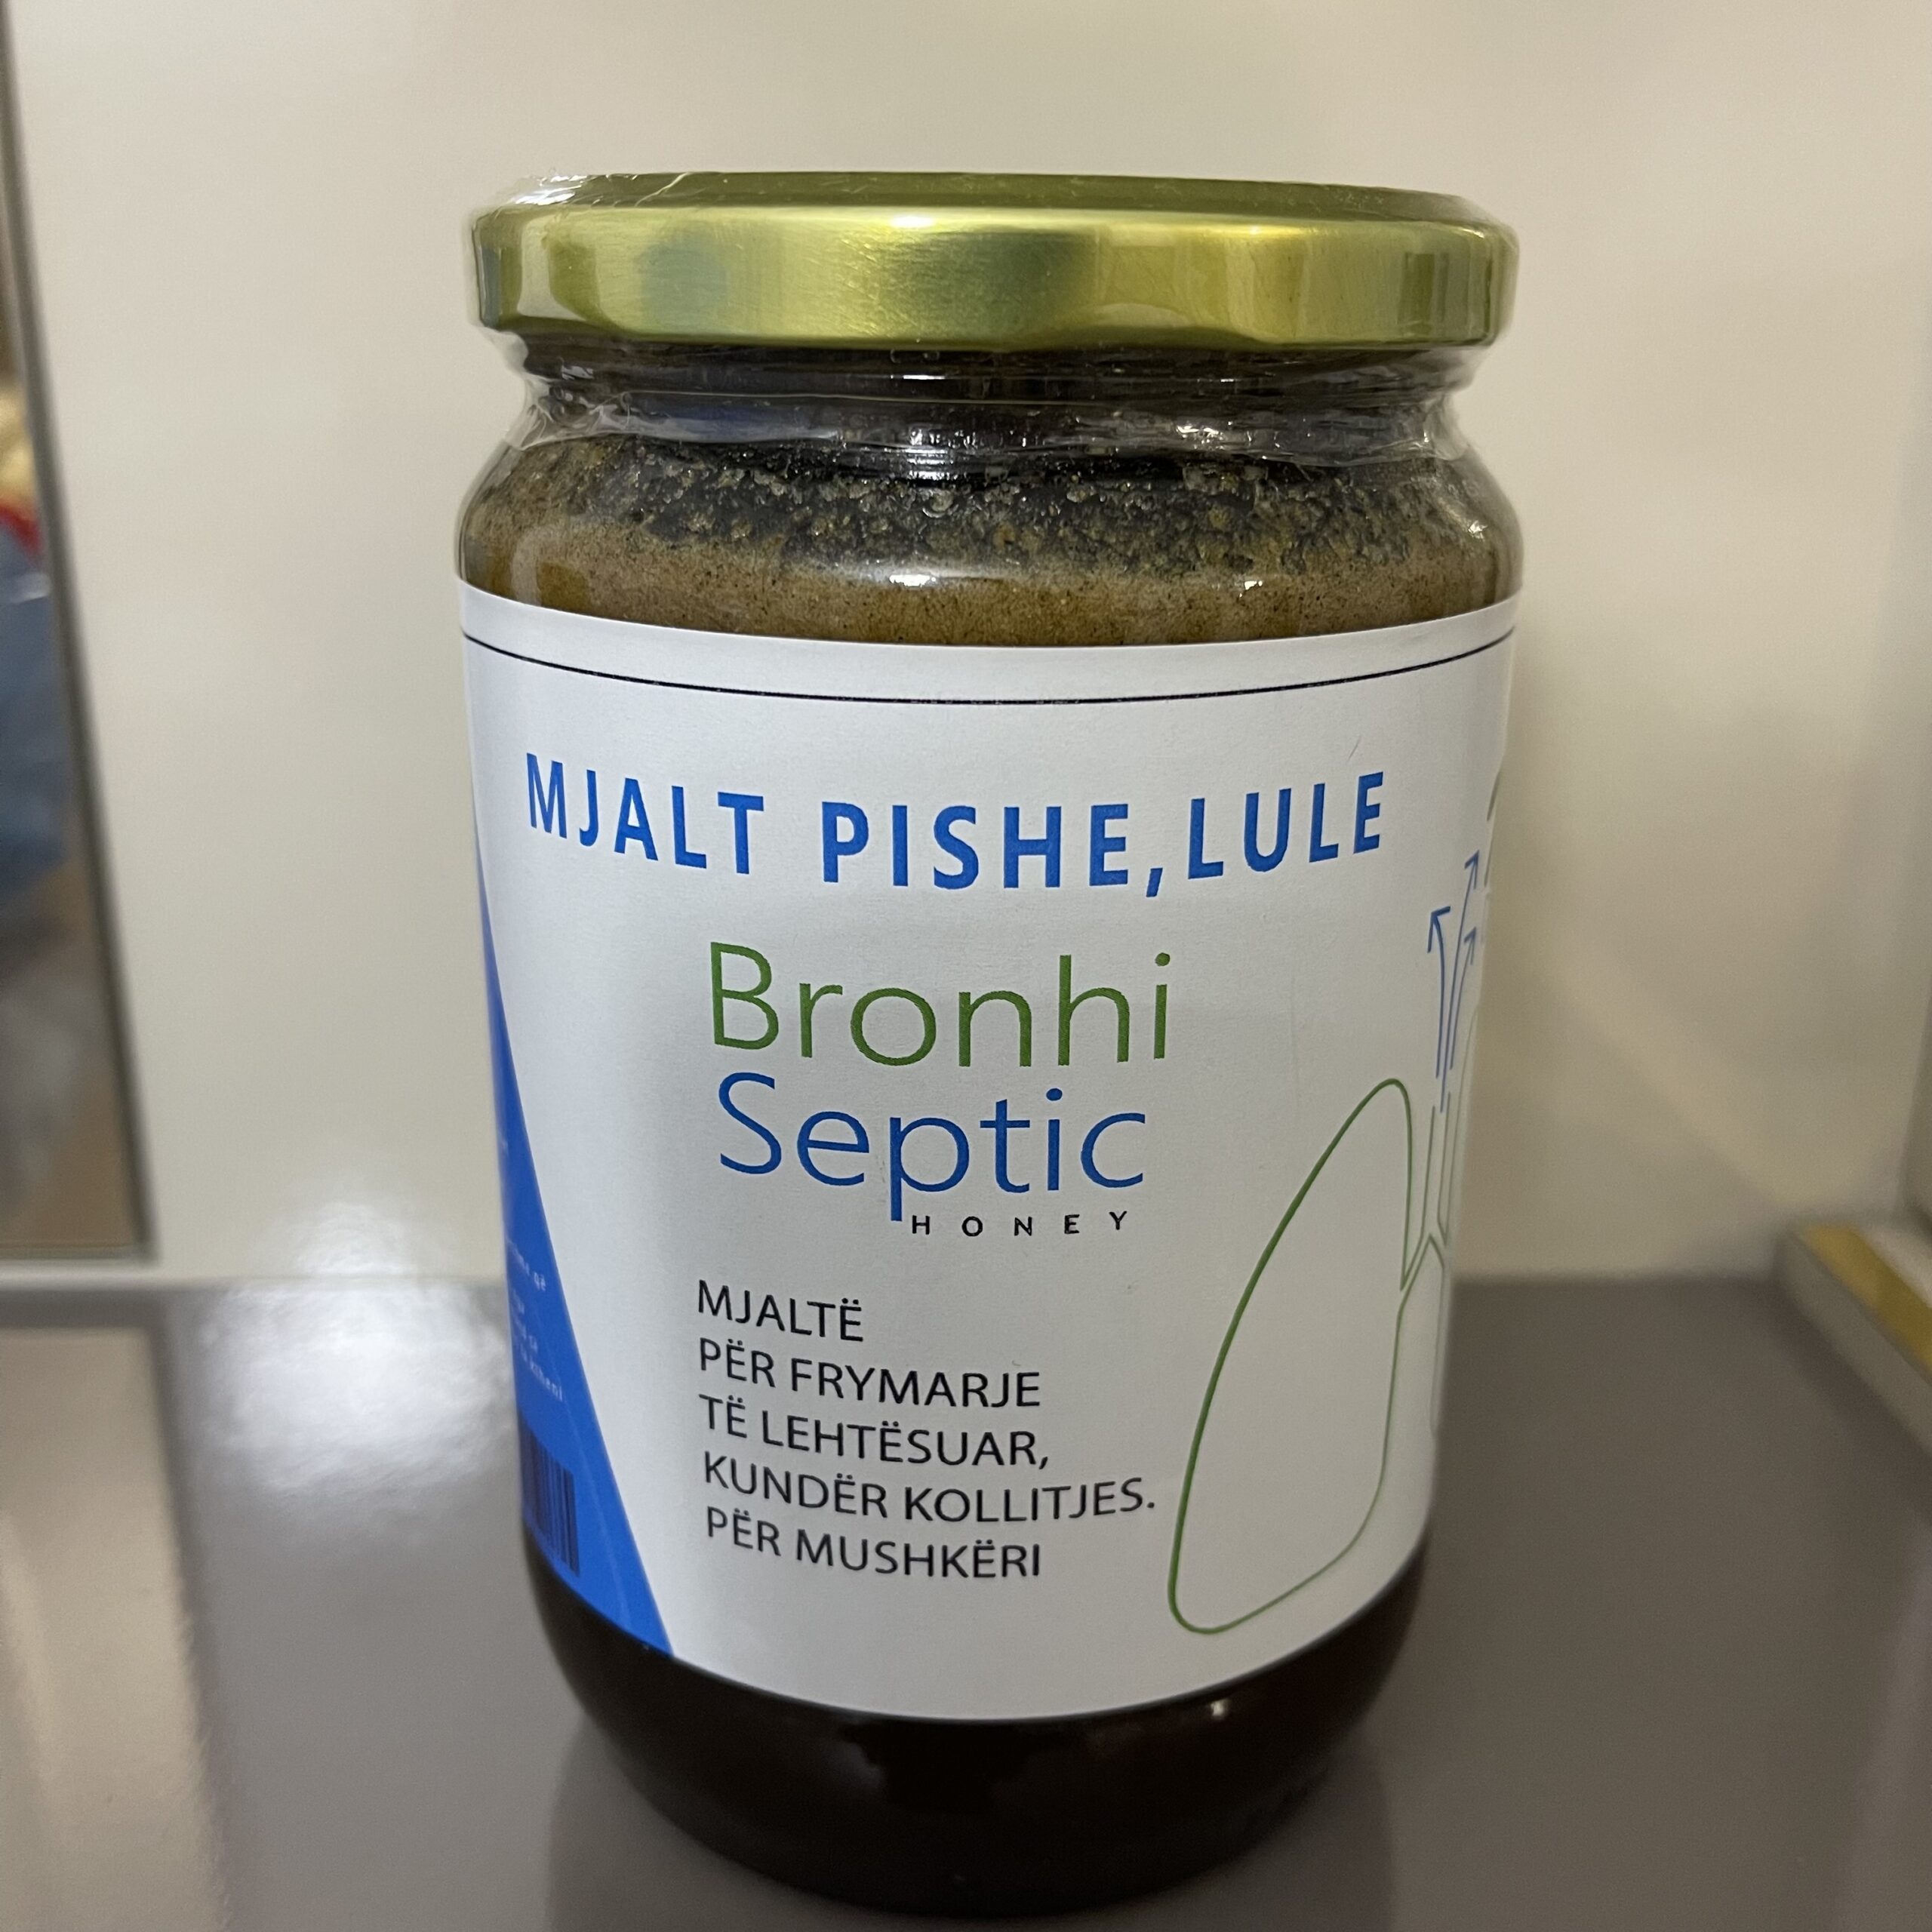 MJALT PISHE,LULE
Bronhi
Septic
HONEY
MJALTË
PËR FRYMARJE
TË LEHTËSUAR,
KUNDËR KOLLITJES.
PËR MUSHKËRI